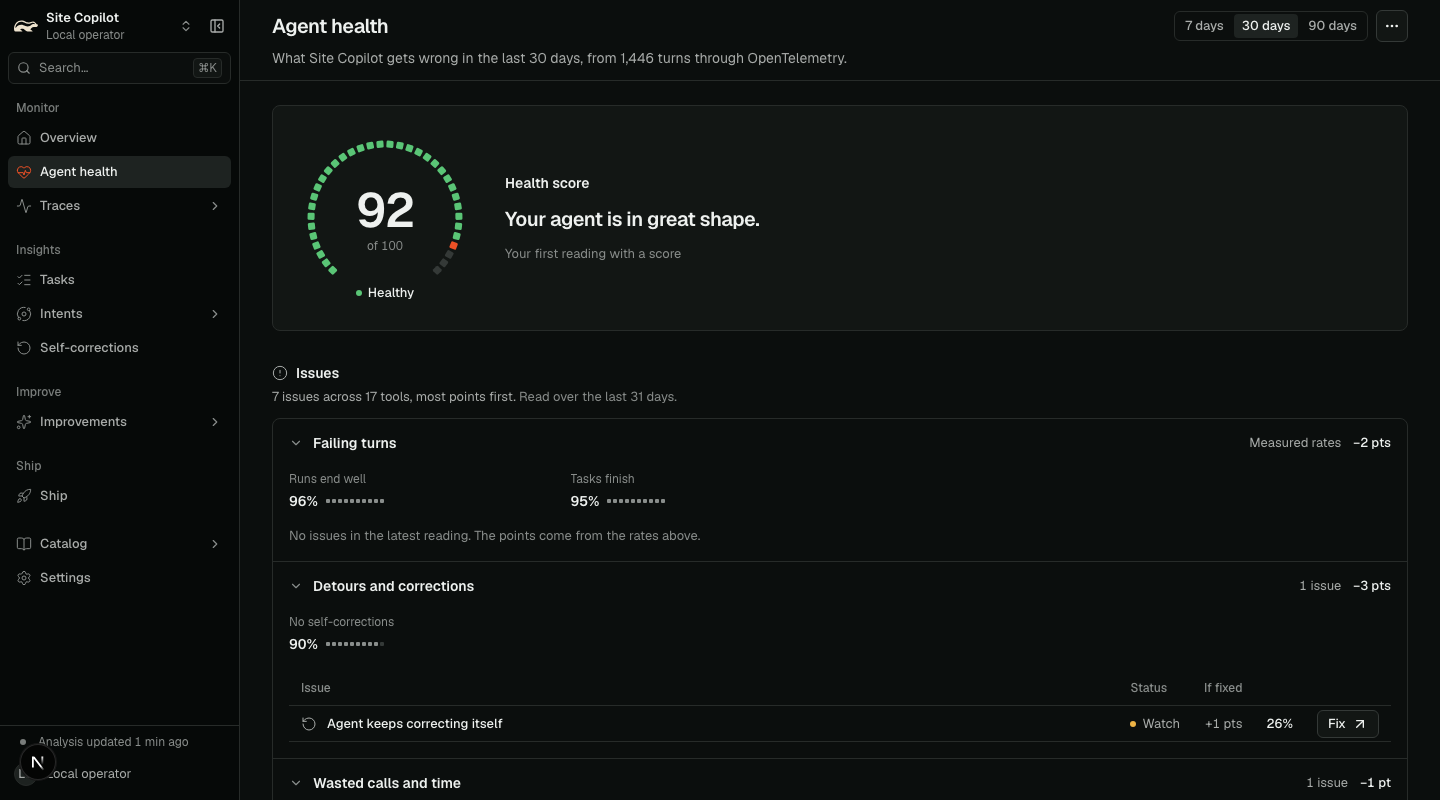 Site Copilot
Local operator
Search...
⌘K
Monitor
Overview
Agent health
Traces
Insights
Tasks
Intents
Self-corrections
Improve
Improvements
Ship
Ship
Catalog
Settings
Analysis updated 1 min ago
N
Local operator
Agent health
7 days
30 days
90 days
What Site Copilot gets wrong in the last 30 days, from 1,446 turns through OpenTelemetry.
92
of 100
Healthy
Health score
Your agent is in great shape.
Your first reading with a score
Issues
7 issues across 17 tools, most points first. Read over the last 31 days.
Failing turns
Measured rates −2 pts
Runs end well
Tasks finish
96%
95%
No issues in the latest reading. The points come from the rates above.
Detours and corrections
1 issue −3 pts
No self-corrections
90%
Issue Status If fixed
Agent keeps correcting itself Watch +1 pts 26% Fix
Wasted calls and time
1 issue −1 pt